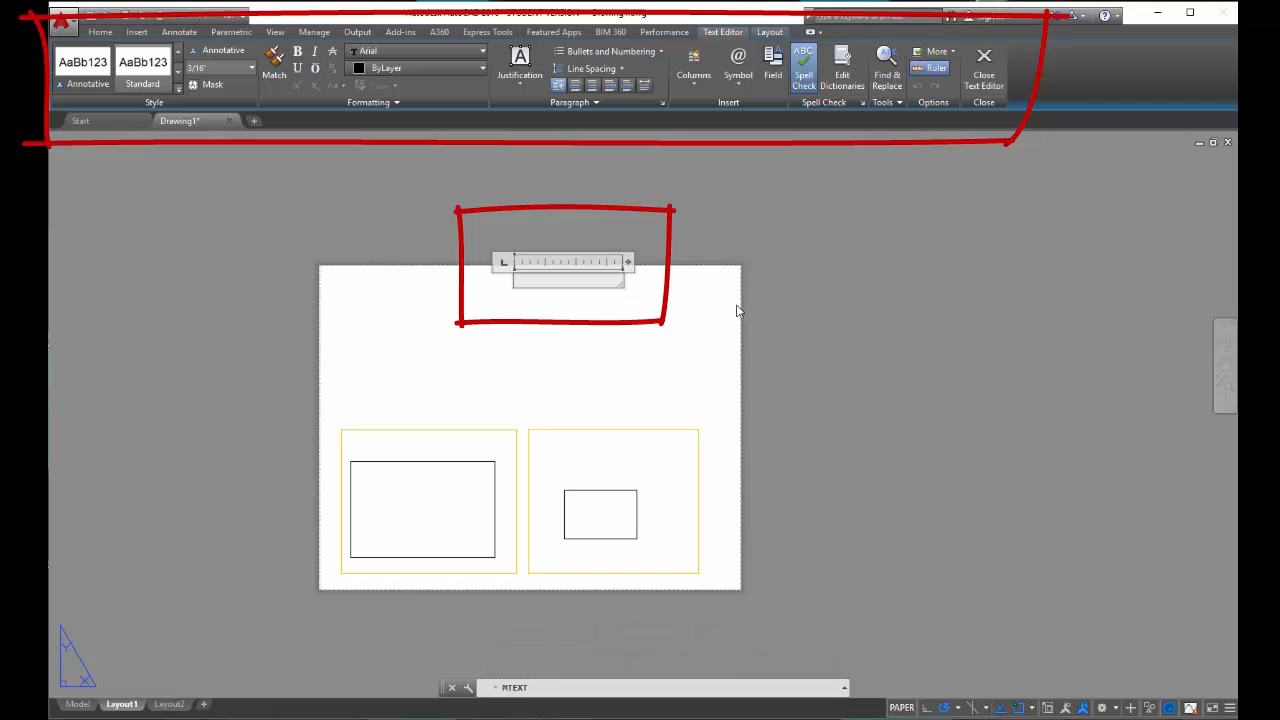 Home Insert Annotate Parametric View Manage Output Add-ins A360 Express Tools Featured Apps BIM 360 Performance Text Editor Layout
AaBb123 AaBb123
Annotative Standard
Annotative
3/16"
Mask
Style
Match
B I A
U O
Arial
ByLayer
Formatting
A
Justification
Bullets and Numbering
Line Spacing
Paragraph
Columns
@
Symbol
Field
Insert
ABC
Spell
Check
Edit
Dictionaries
Spell Check
Find &
Replace
Tools
More
Ruler
Options
Close
Text Editor
Close
Start Drawing1* +
Y
X
MTEXT
Model Layout1 Layout2 +
PAPER